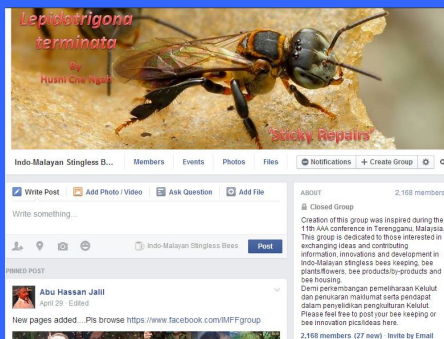 Lepidotrigona
terminata
by
Husni Che Ngah
'Sticky Repairs'
Indo-Malayan Stingless B... Members Events Photos Files Notifications + Create Group
Write Post Add Photo / Video Ask Question Add File
Write something...
Indo-Malayan Stingless Bees Post
PINNED POST
Abu Hassan Jalil
April 29 · Edited
New pages added....Pls browse https://www.facebook.com/IMFFgroup
ABOUT 2,168 members
Closed Group
Creation of this group was inspired during the
11th AAA conference in Terengganu, Malaysia.
This group is dedicated to those interested in
exchanging ideas and contributing
information, innovations and development in
Indo-Malayan stingless bees keeping, bee
plants/flowers, bee products/by-products and
bee housing.
Demi perkembangan pemeliharaan Kelulut
dan penukaran maklumat serta pendapat
dalam penyelidikan pengkulturan Kelulut.
Please feel free to post your bee keeping or
bee innovation pics/ideas here.
2,168 members (27 new) · Invite by Email